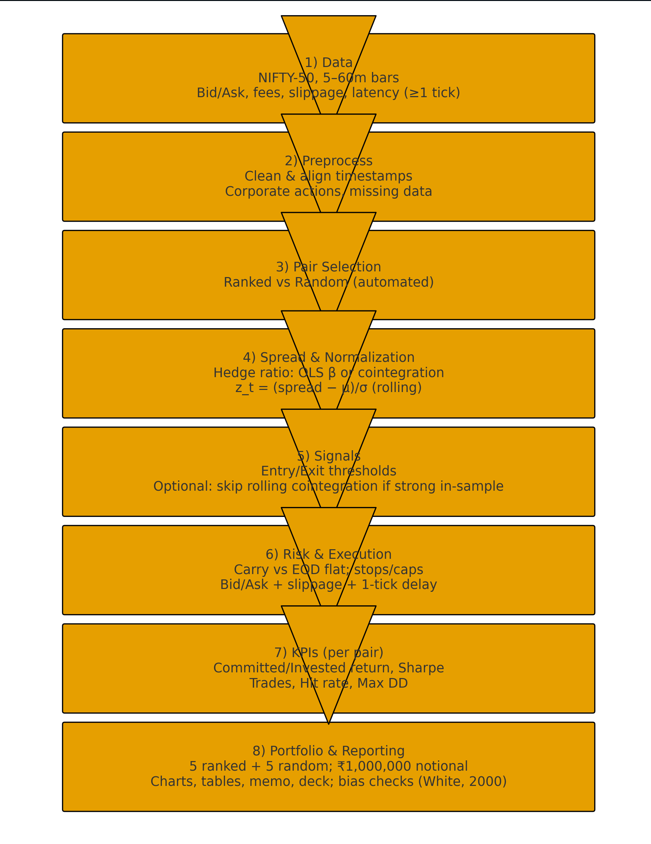 1) Data
NIFTY-50, 5–60m bars
Bid/Ask, fees, slippage, latency (≥1 tick)
2) Preprocess
Clean & align timestamps
Corporate actions, missing data
3) Pair Selection
Ranked vs Random (automated)
4) Spread & Normalization
Hedge ratio: OLS β or cointegration
z_t = (spread − μ)/σ (rolling)
5) Signals
Entry/Exit thresholds
Optional: skip rolling cointegration if strong in-sample
6) Risk & Execution
Carry vs EOD flat; stops/caps
Bid/Ask + slippage + 1-tick delay
7) KPIs (per pair)
Committed/Invested return, Sharpe
Trades, Hit rate, Max DD
8) Portfolio & Reporting
5 ranked + 5 random; ₹1,000,000 notional
Charts, tables, memo, deck; bias checks (White, 2000)